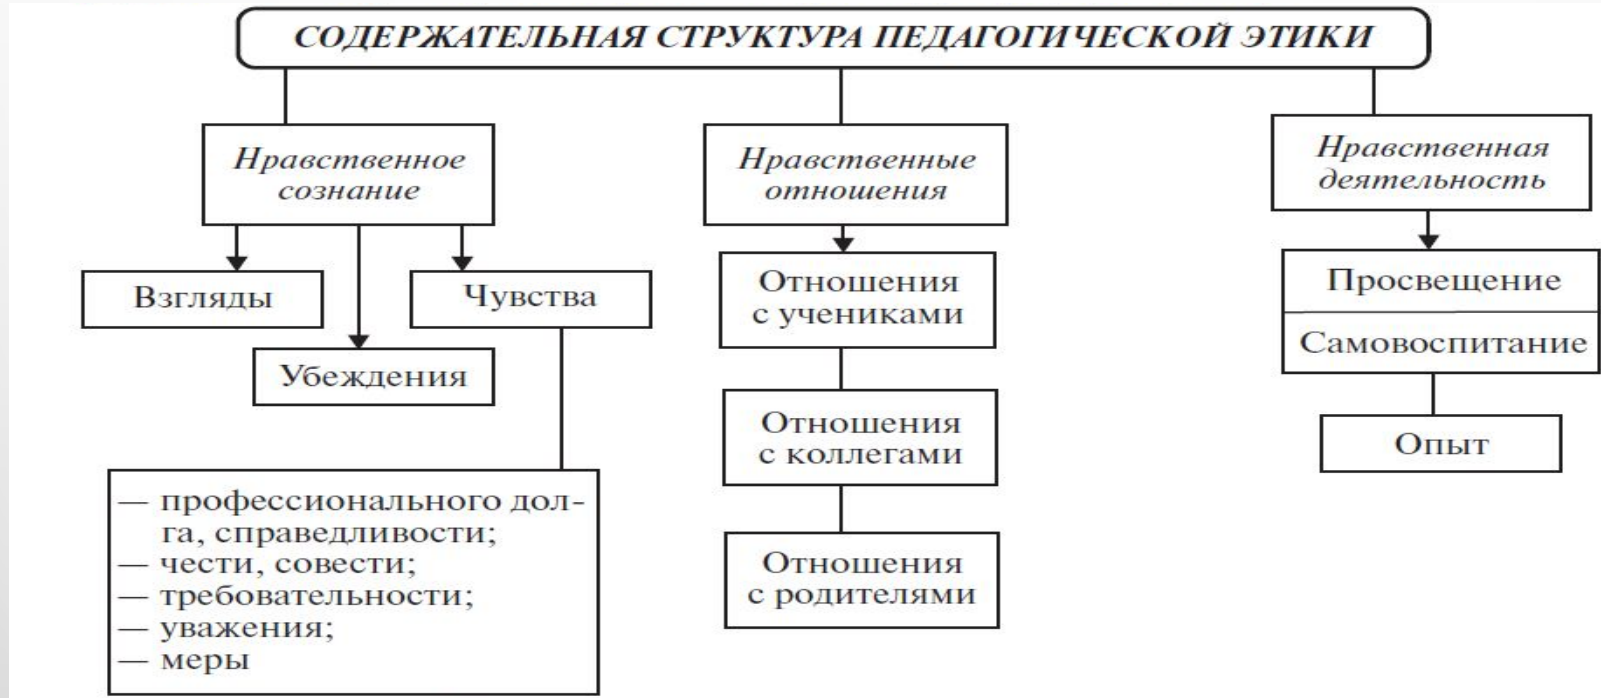 СОДЕРЖАТЕЛЬНАЯ СТРУКТУРА ПЕДАГОГИЧЕСКОЙ ЭТИКИ
Нравственное
сознание
Взгляды
Чувства
Убеждения
— профессионального дол-
га, справедливости;
— чести, совести;
— требовательности;
— уважения;
— меры
Нравственные
отношения
Отношения
с учениками
Отношения
с коллегами
Отношения
с родителями
Нравственная
деятельность
Просвещение
Самовоспитание
Опыт